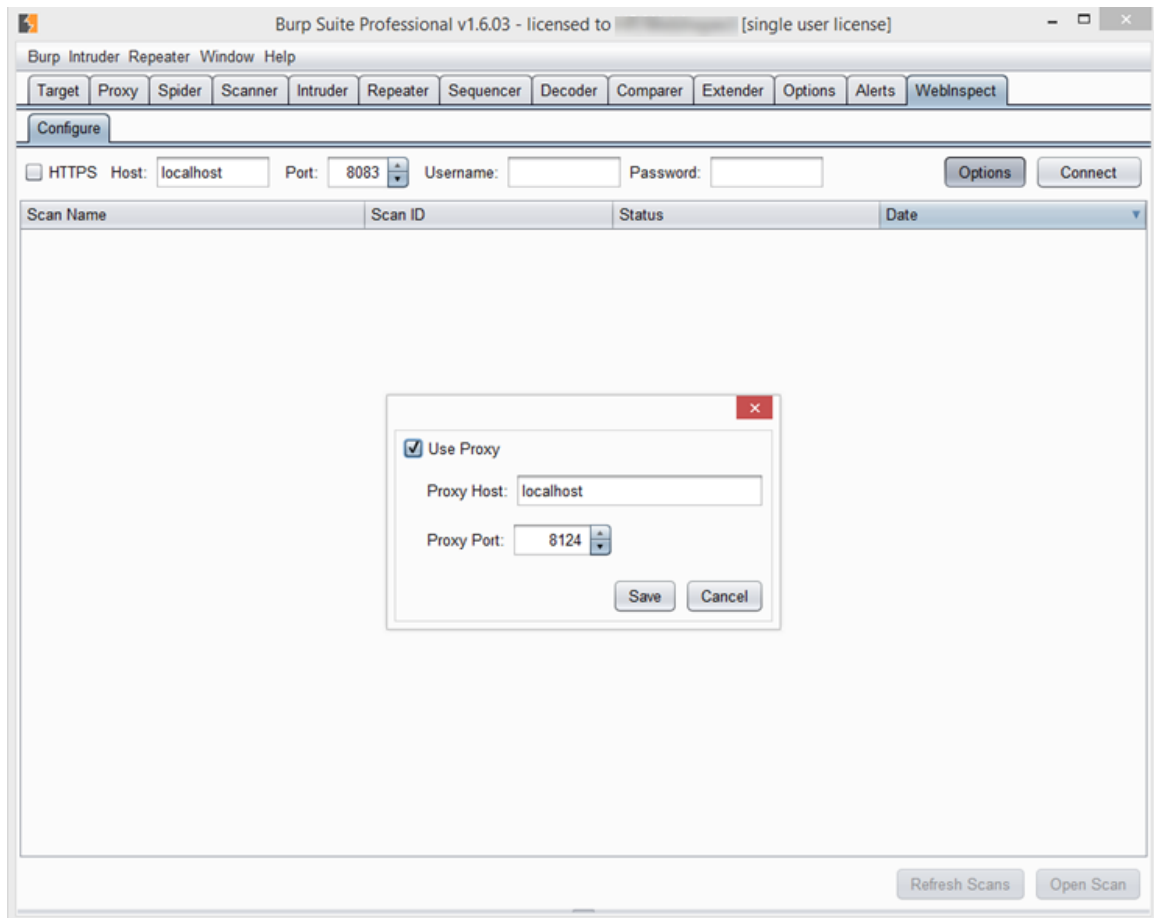 Burp Suite Professional v1.6.03 - licensed to [single user license]
Burp Intruder Repeater Window Help
Target Proxy Spider Scanner Intruder Repeater Sequencer Decoder Comparer Extender Options Alerts WebInspect
Configure
HTTPS Host: localhost Port: 8083 Username: Password: Options Connect
Scan Name Scan ID Status Date
Use Proxy
Proxy Host: localhost
Proxy Port: 8124
Save Cancel
Refresh Scans Open Scan